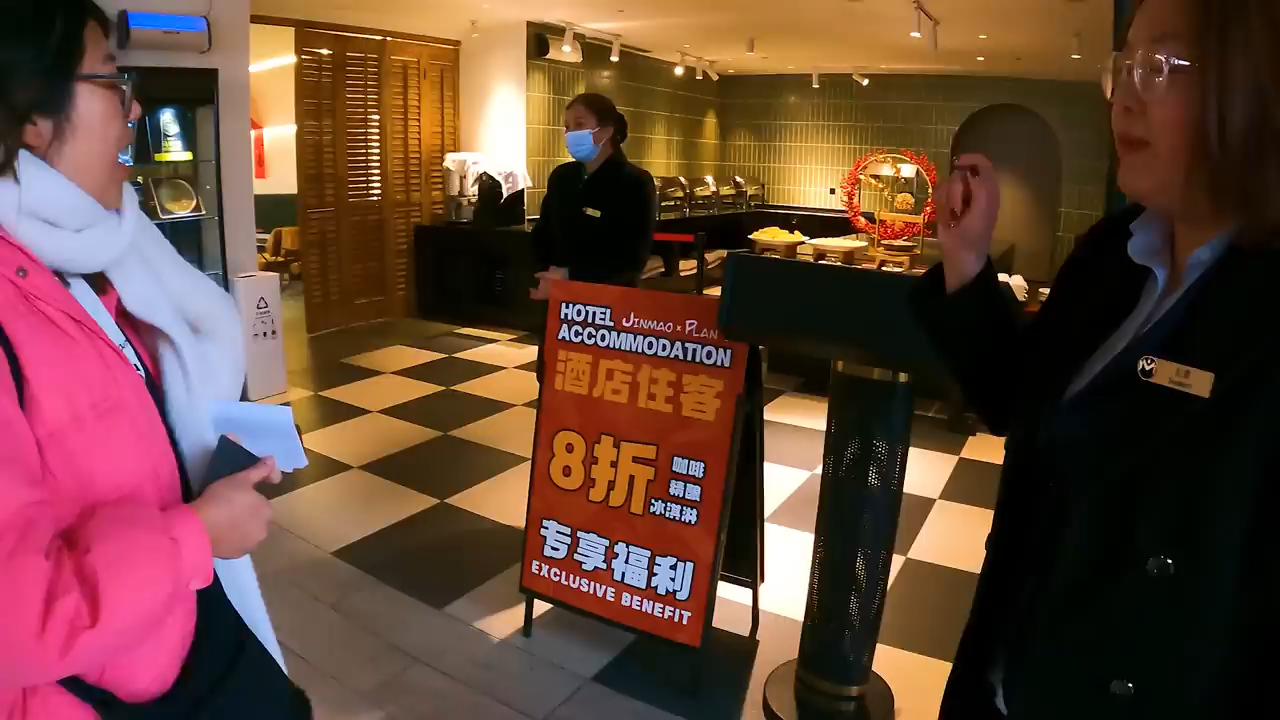 HOTEL JINMAO × PLAN
ACCOMMODATION
酒店住客
8折
咖啡
精酿
冰淇淋
专享福利
EXCLUSIVE BENEFIT